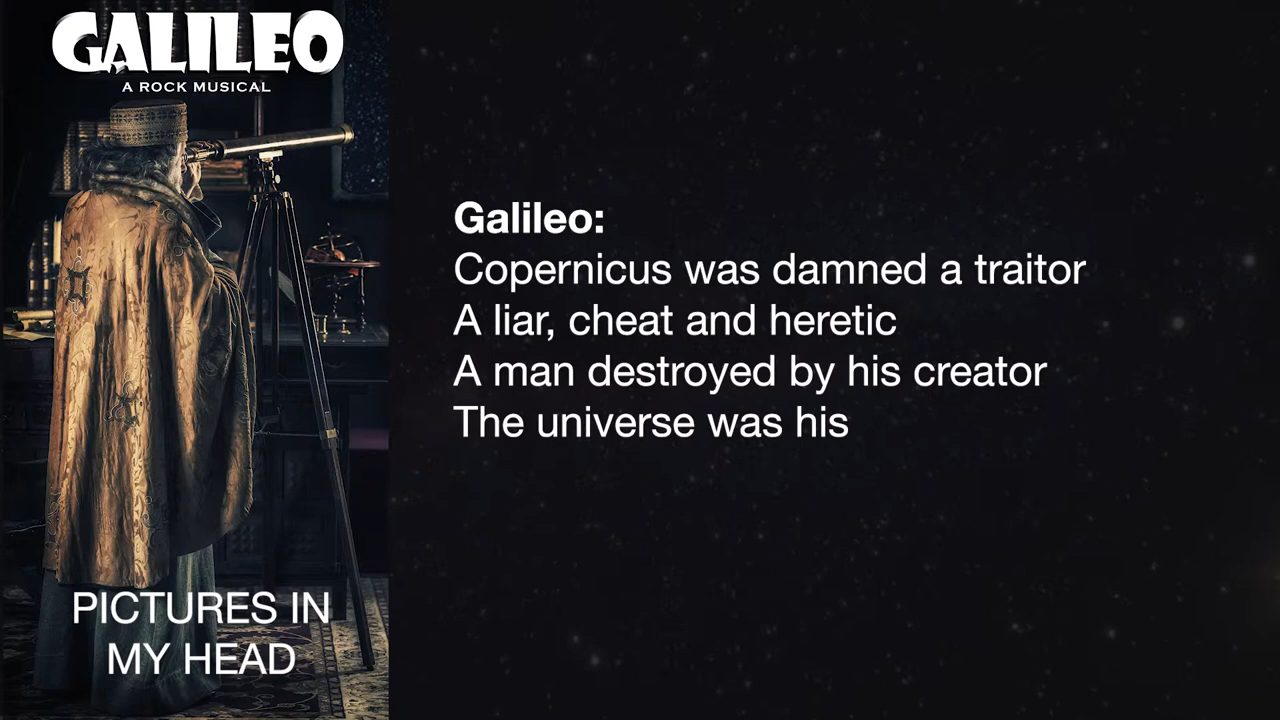 GALILEO
A ROCK MUSICAL
PICTURES IN
MY HEAD
Galileo:
Copernicus was damned a traitor
A liar, cheat and heretic
A man destroyed by his creator
The universe was his